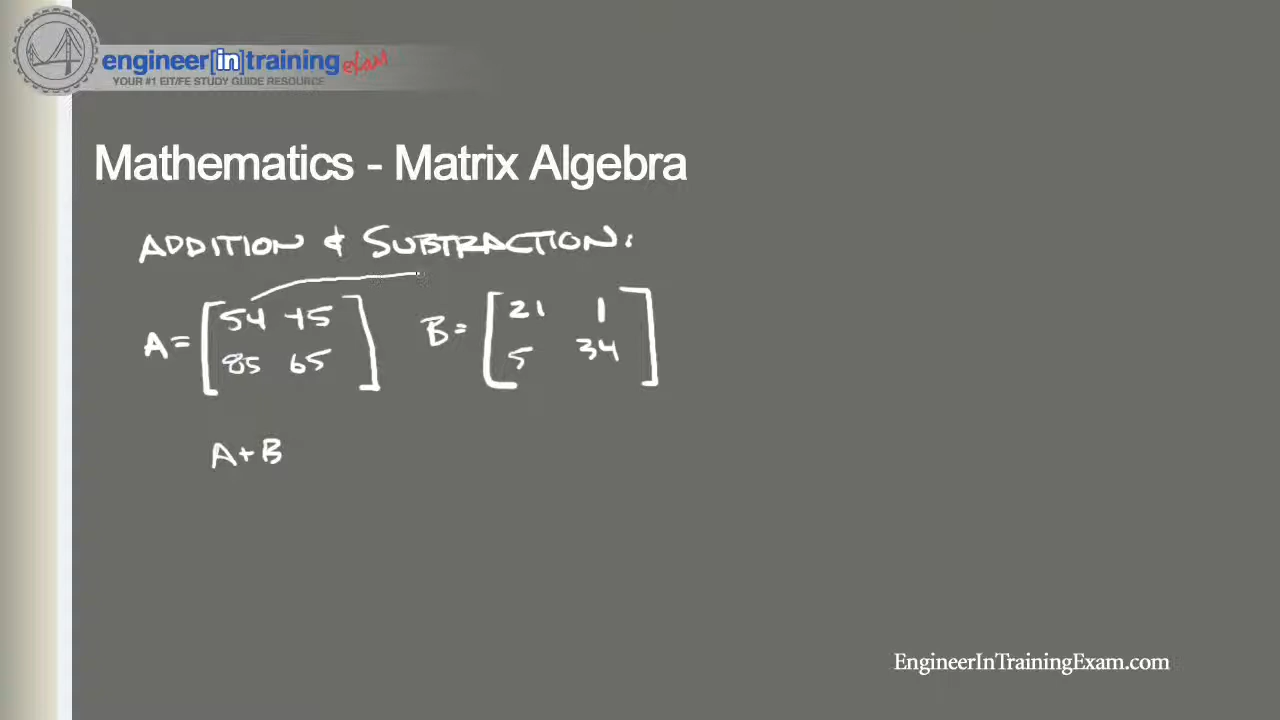 engineer[in]training exam
YOUR #1 EIT/FE STUDY GUIDE RESOURCE
Mathematics - Matrix Algebra
ADDITION & SUBTRACTION:
A = [54 45
85 65]
B = [21 1
5 34]
A+B
EngineerInTrainingExam.com